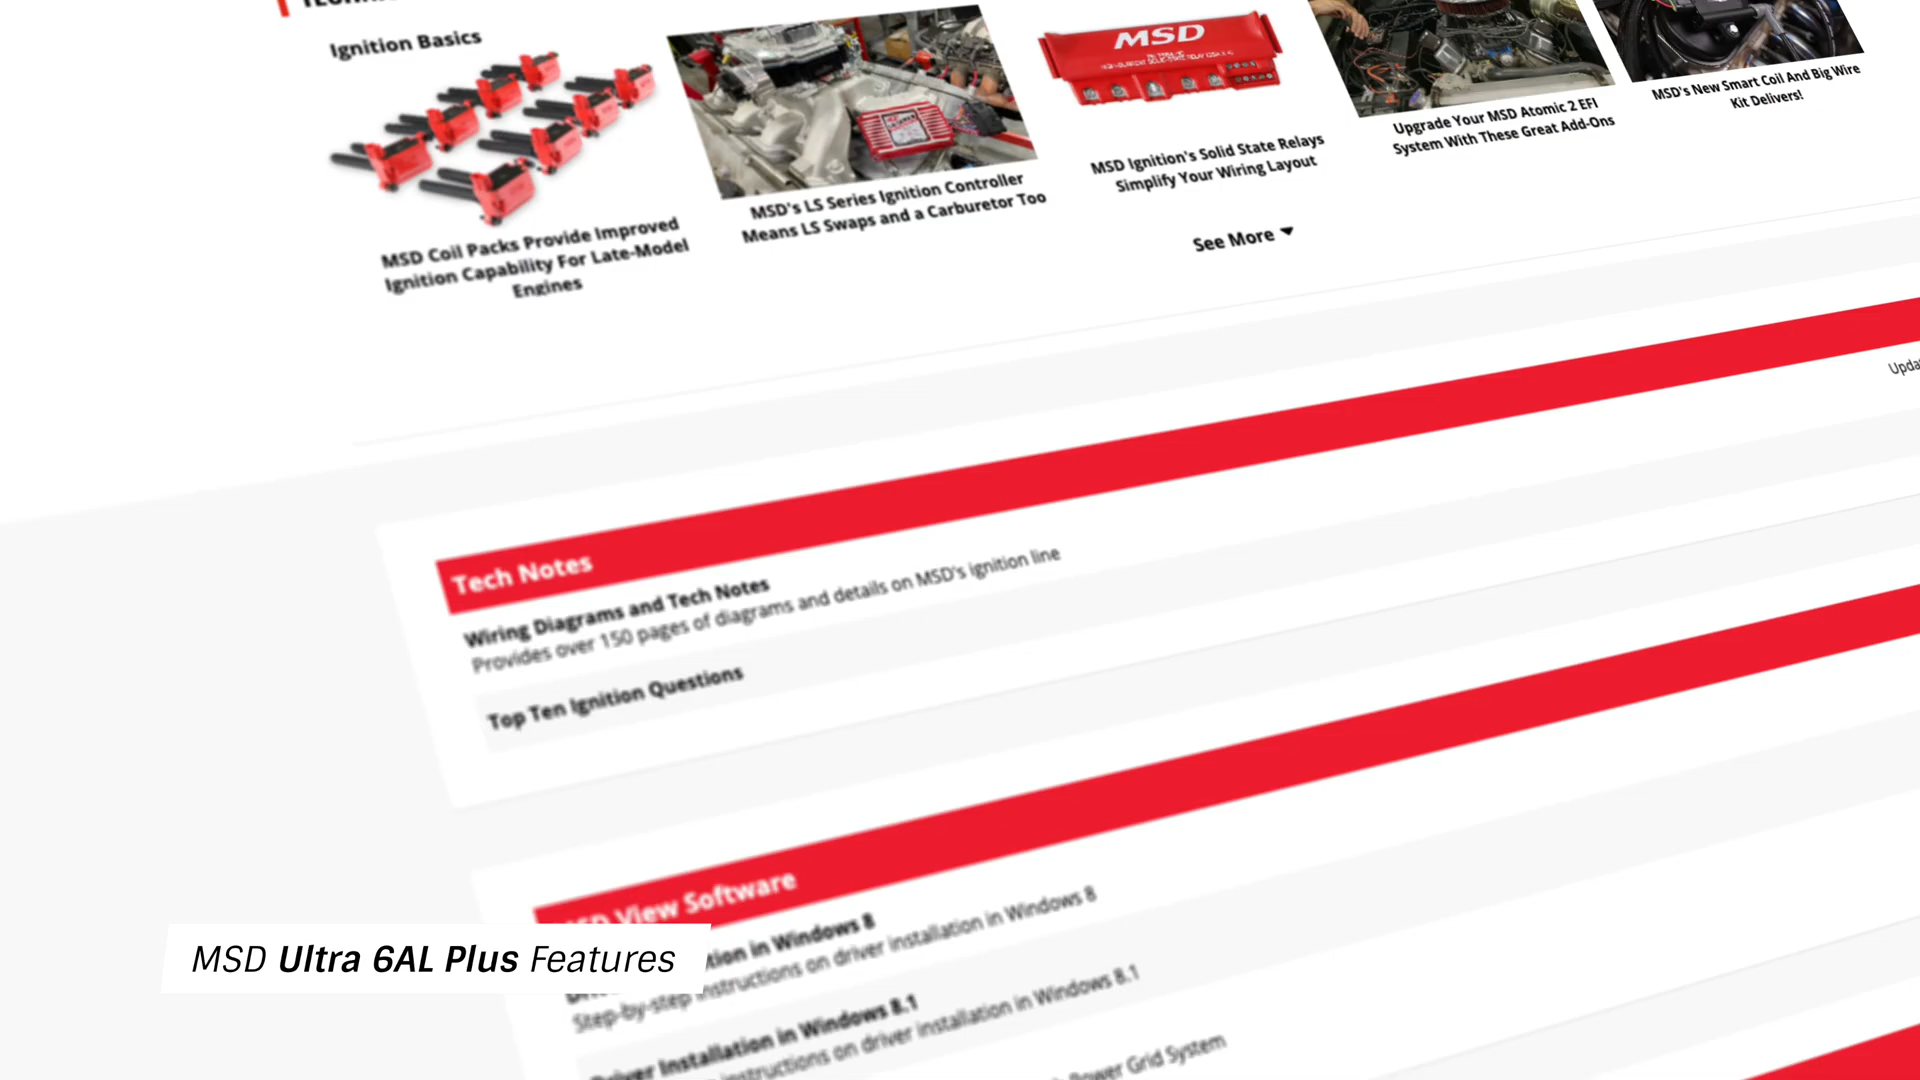 Ignition Basics
MSD Coil Packs Provide Improved
Ignition Capability For Late-Model
Engines
MSD's LS Series Ignition Controller
Means LS Swaps and a Carburetor Too
MSD
MSD Ignition's Solid State Relays
Simplify Your Wiring Layout
Upgrade Your MSD Atomic 2 EFI
System With These Great Add-Ons
MSD's New Smart Coil And Big Wire
Kit Delivers!
See More
Tech Notes
Wiring Diagrams and Tech Notes
Provides over 150 pages of diagrams and details on MSD's ignition line
Top Ten Ignition Questions
View Software
in Windows 8
Step-by-step instructions on driver installation in Windows 8
Driver Installation in Windows 8.1
instructions on driver installation in Windows 8.1
Power Grid System
MSD Ultra 6AL Plus Features